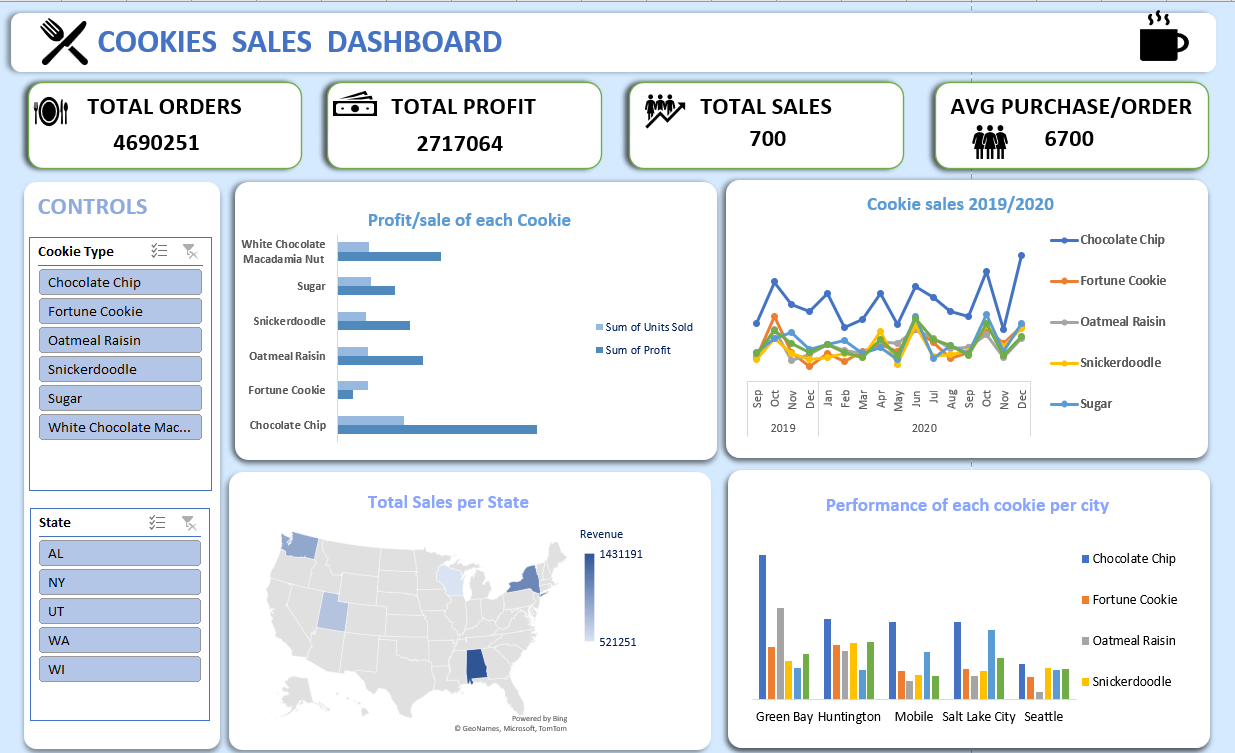 COOKIES SALES DASHBOARD
TOTAL ORDERS
4690251
TOTAL PROFIT
2717064
TOTAL SALES
700
AVG PURCHASE/ORDER
6700
CONTROLS
Cookie Type
Chocolate Chip
Fortune Cookie
Oatmeal Raisin
Snickerdoodle
Sugar
White Chocolate Mac...
State
AL
NY
UT
WA
WI
Profit/sale of each Cookie
White Chocolate
Macadamia Nut
Sugar
Snickerdoodle
Oatmeal Raisin
Fortune Cookie
Chocolate Chip
Sum of Units Sold
Sum of Profit
Cookie sales 2019/2020
Chocolate Chip
Fortune Cookie
Oatmeal Raisin
Snickerdoodle
Sugar
Sep Oct Nov Dec Jan Feb Mar Apr May Jun Jul Aug Sep Oct Nov Dec
2019 2020
Total Sales per State
Revenue
1431191
521251
Powered by Bing
© GeoNames, Microsoft, TomTom
Performance of each cookie per city
Chocolate Chip
Fortune Cookie
Oatmeal Raisin
Snickerdoodle
Green Bay Huntington Mobile Salt Lake City Seattle